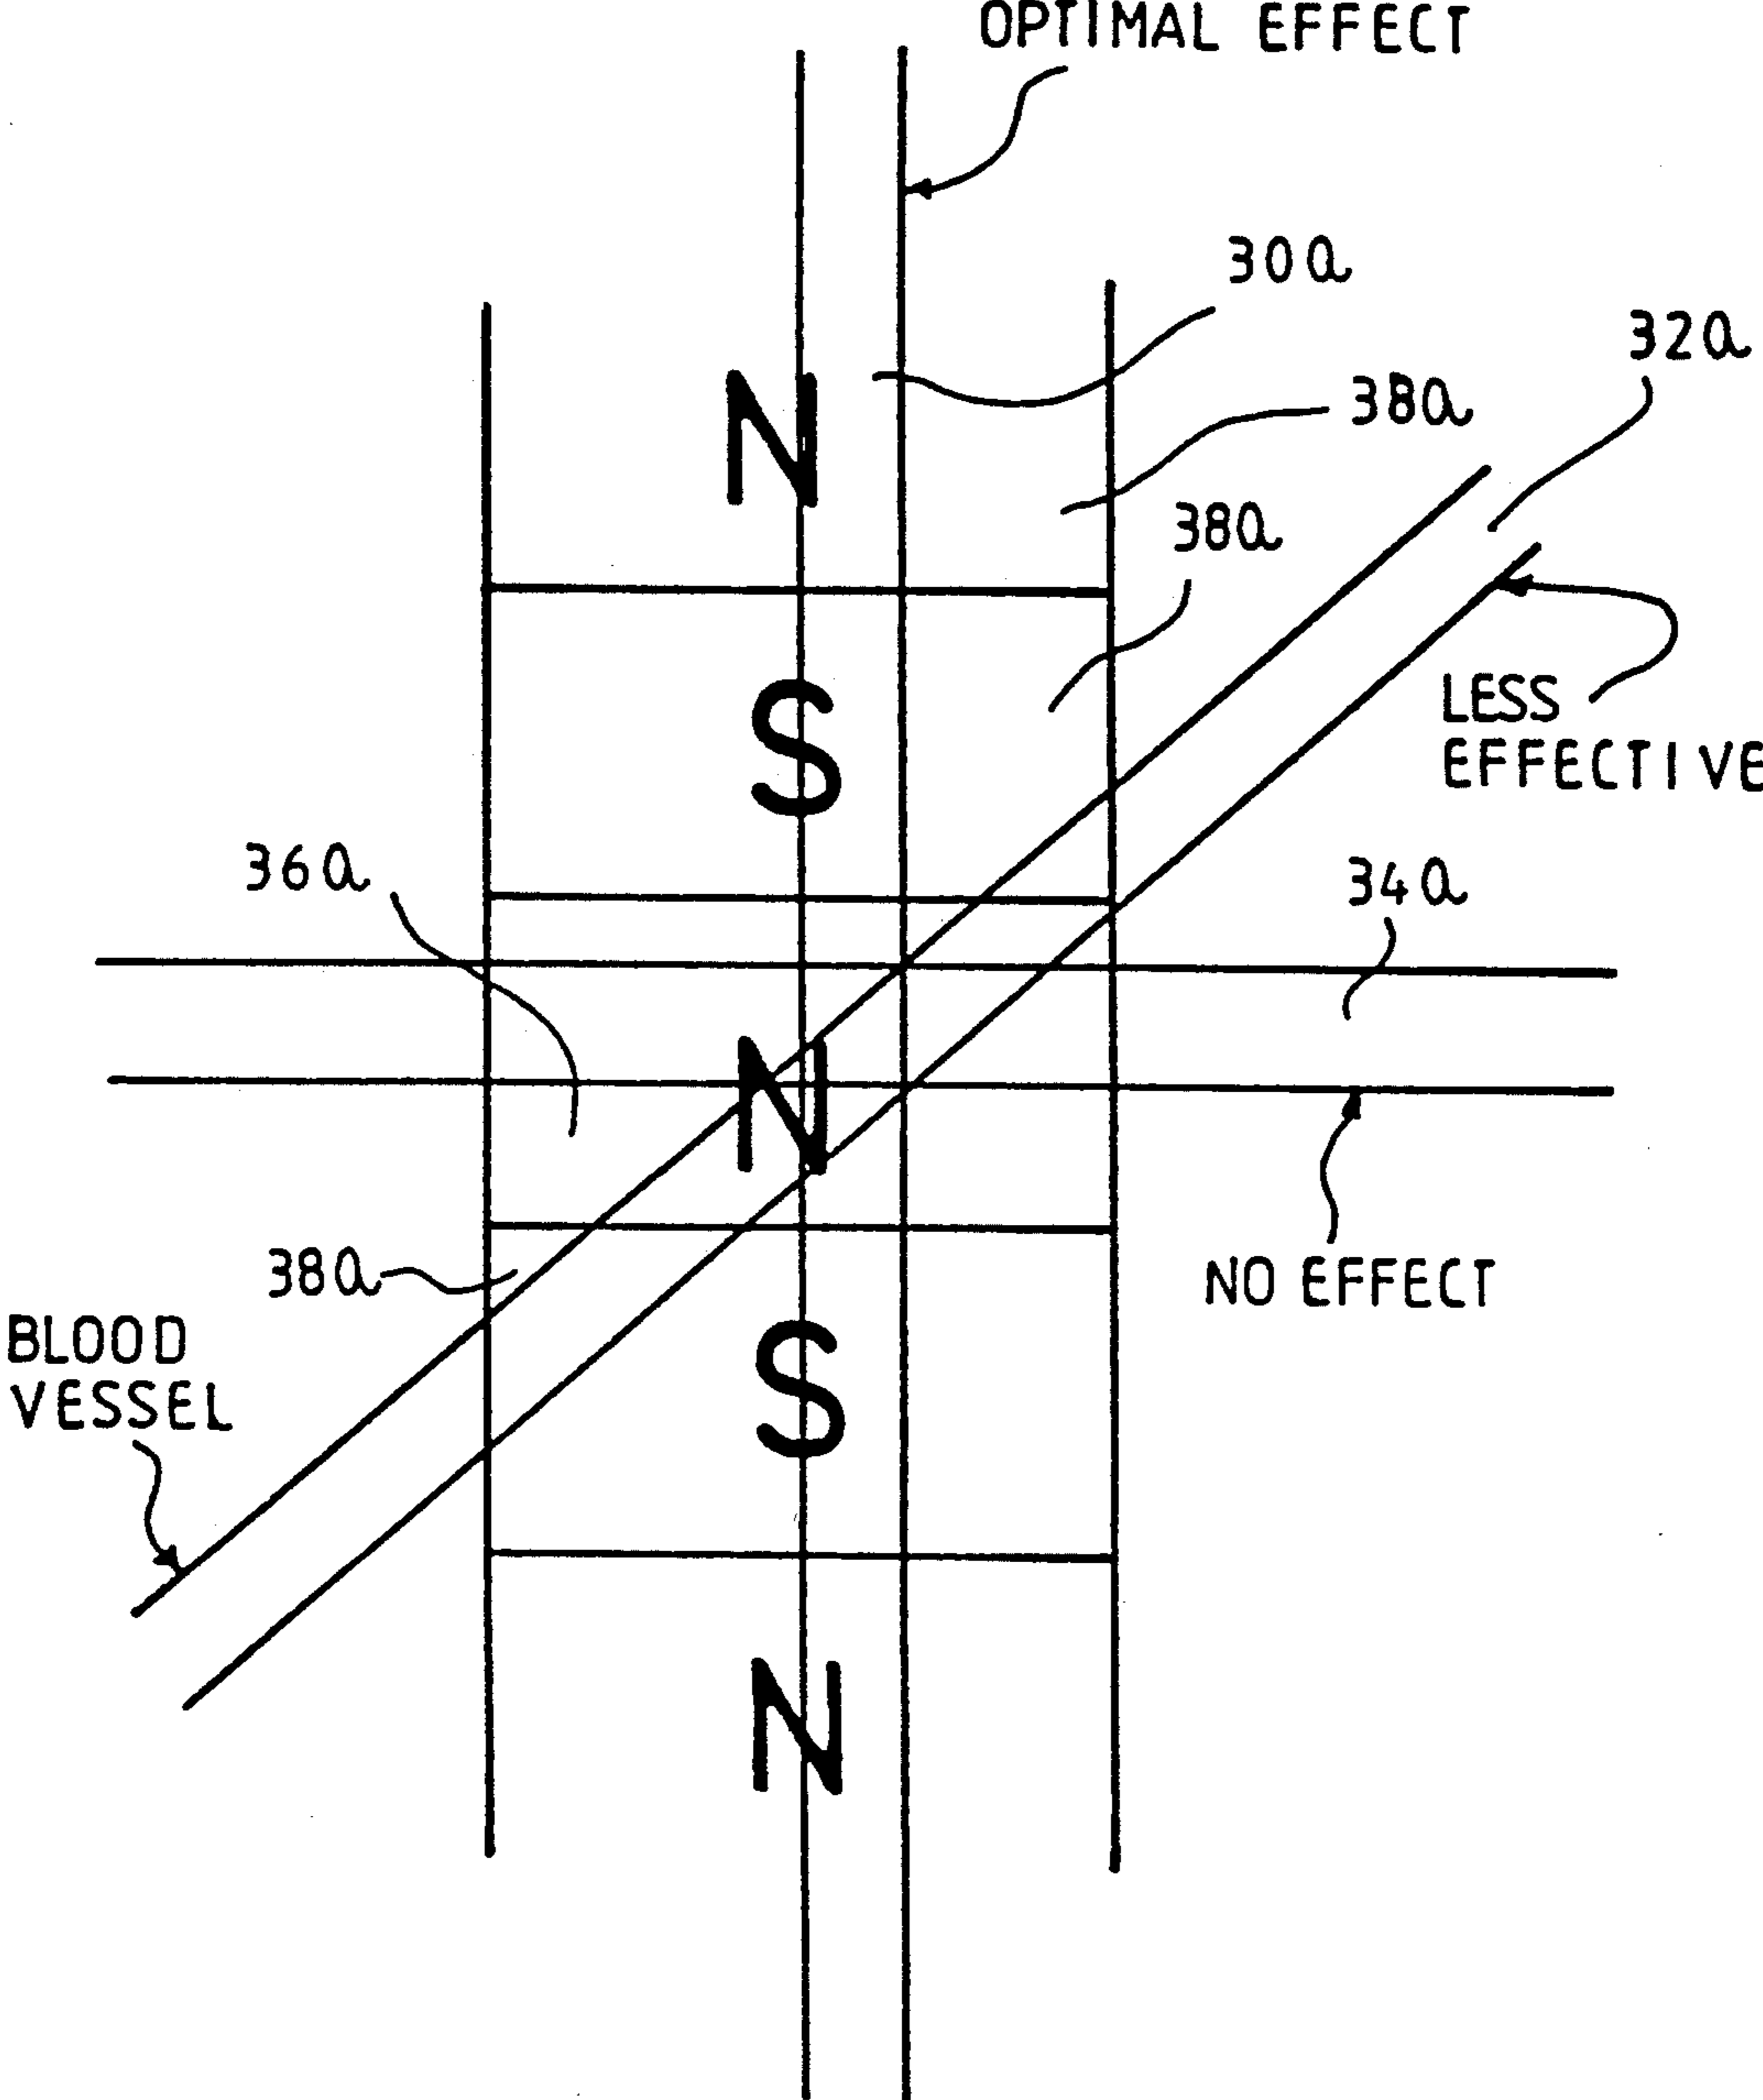 OPTIMAL EFFECT
30a
32a
38a
N
38a
S
LESS
EFFECTIVE
36a
34a
N
38a
NO EFFECT
BLOOD
VESSEL
S
N